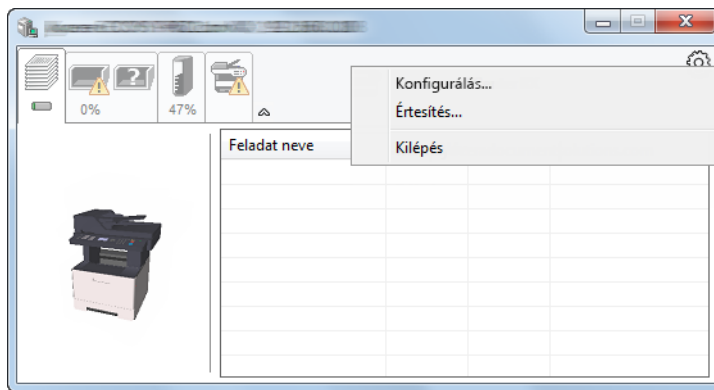 0%
47%
Konfigurálás...
Értesítés...
Kilépés
Feladat neve